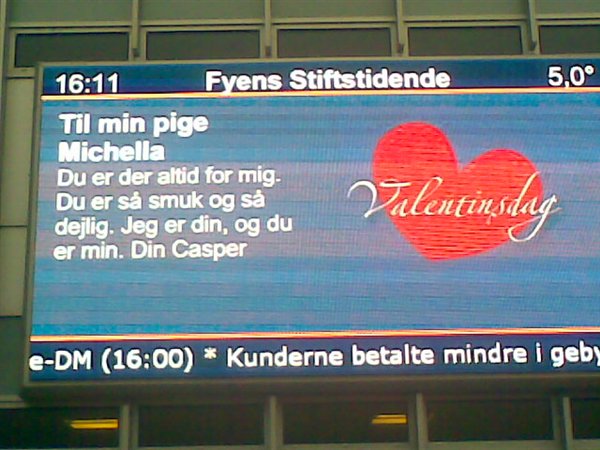 16:11 Fyens Stiftstidende 5,0°
Til min pige
Michella
Du er der altid for mig.
Du er så smuk og så
dejlig. Jeg er din, og du
er min. Din Casper
Valentinsdag
e-DM (16:00) * Kunderne betalte mindre i geby